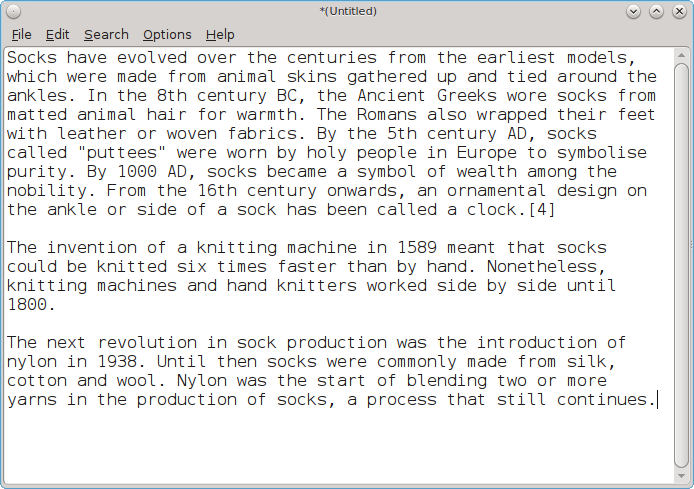 *(Untitled)
File Edit Search Options Help
Socks have evolved over the centuries from the earliest models,
which were made from animal skins gathered up and tied around the
ankles. In the 8th century BC, the Ancient Greeks wore socks from
matted animal hair for warmth. The Romans also wrapped their feet
with leather or woven fabrics. By the 5th century AD, socks
called "puttees" were worn by holy people in Europe to symbolise
purity. By 1000 AD, socks became a symbol of wealth among the
nobility. From the 16th century onwards, an ornamental design on
the ankle or side of a sock has been called a clock.[4]
The invention of a knitting machine in 1589 meant that socks
could be knitted six times faster than by hand. Nonetheless,
knitting machines and hand knitters worked side by side until
1800.
The next revolution in sock production was the introduction of
nylon in 1938. Until then socks were commonly made from silk,
cotton and wool. Nylon was the start of blending two or more
yarns in the production of socks, a process that still continues.